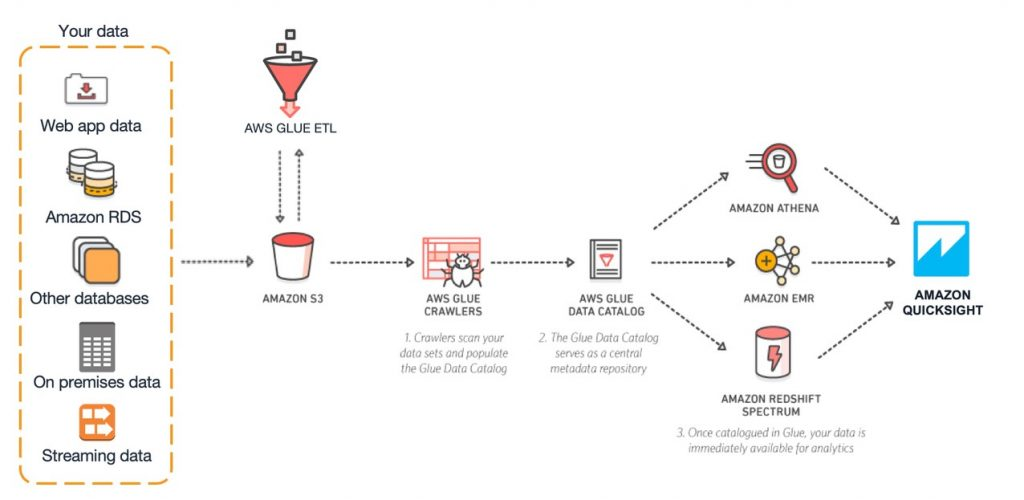 Your data
Web app data
Amazon RDS
Other databases
On premises data
Streaming data
AWS GLUE ETL
AMAZON S3
AWS GLUE
CRAWLERS
1. Crawlers scan your
data sets and populate
the Glue Data Catalog
AWS GLUE
DATA CATALOG
2. The Glue Data Catalog
serves as a central
metadata repository
AMAZON ATHENA
AMAZON EMR
AMAZON REDSHIFT
SPECTRUM
3. Once catalogued in Glue, your data is
immediately available for analytics
AMAZON
QUICKSIGHT